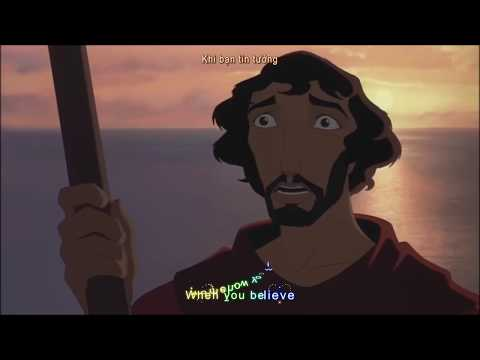 Khi bạn tin tưởng
When you believe